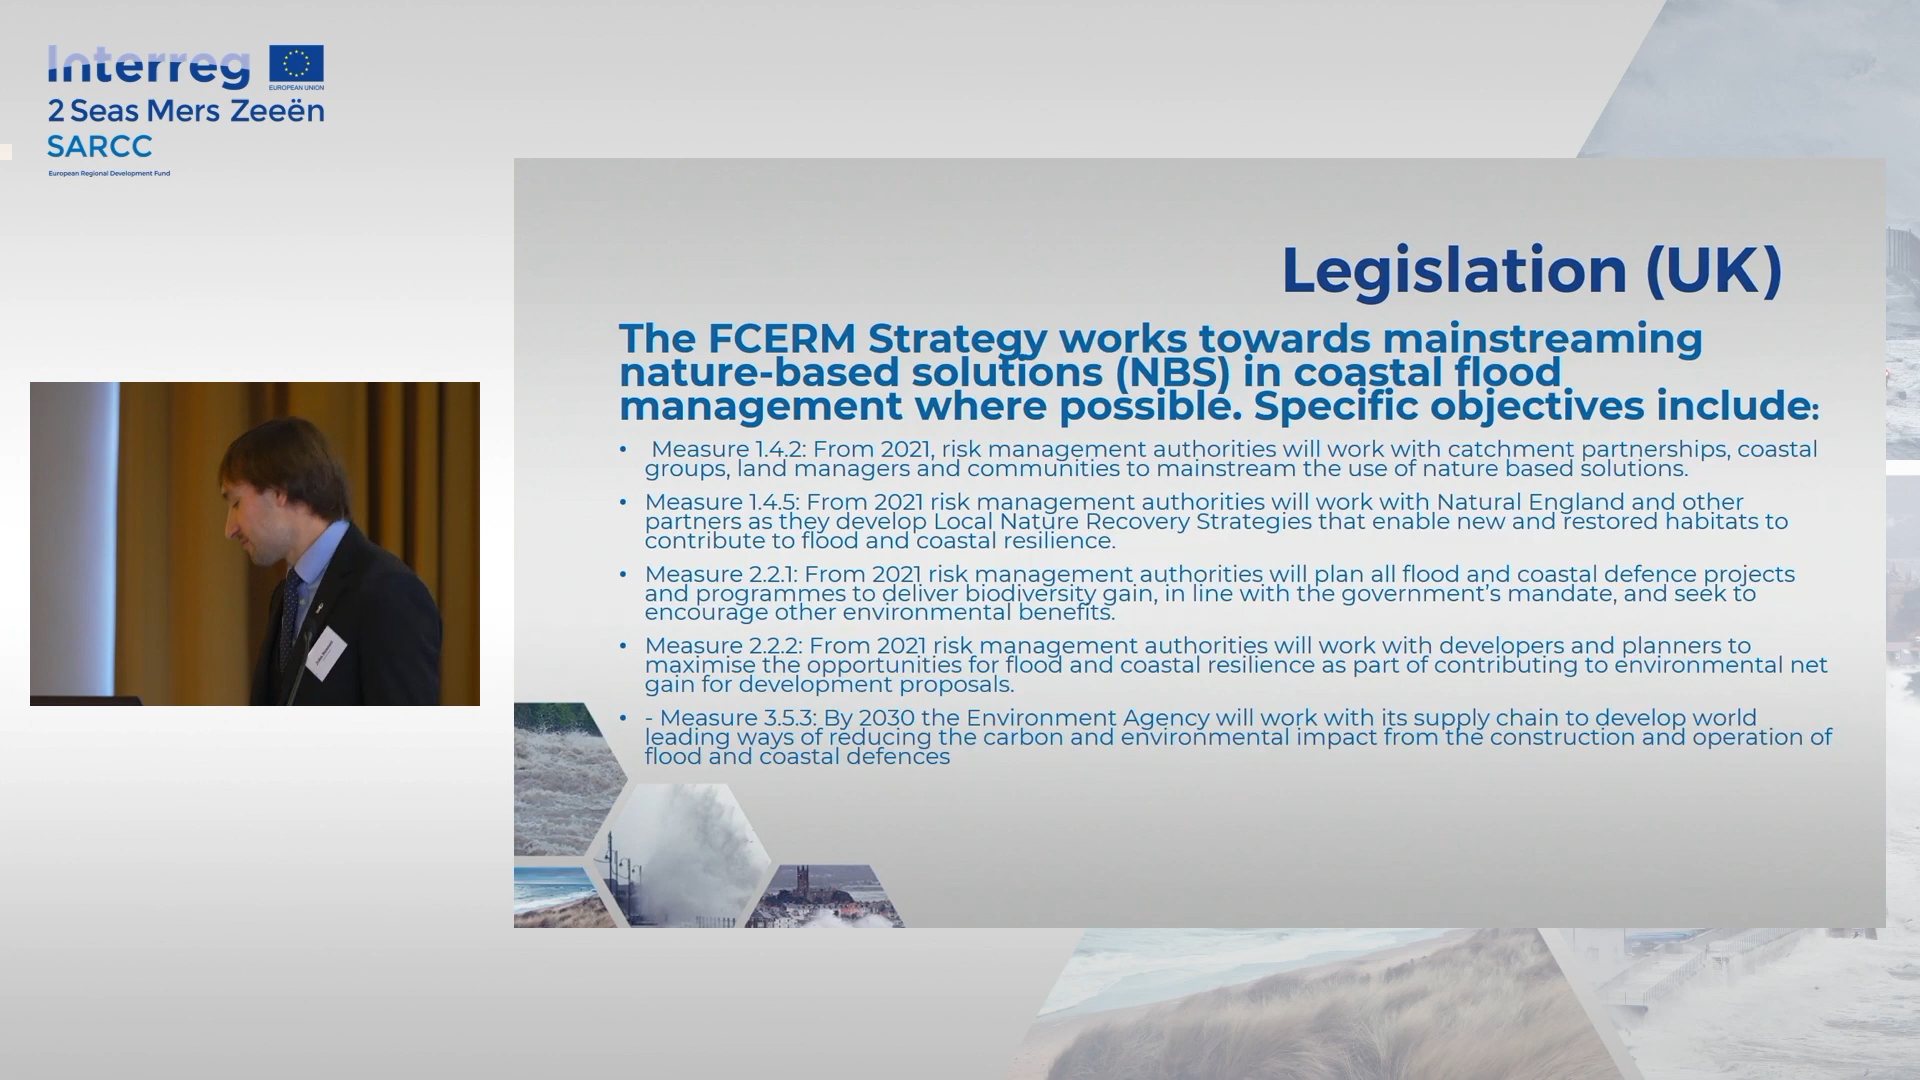 Interreg
EUROPEAN UNION
2 Seas Mers Zeeën
SARCC
European Regional Development Fund
Legislation (UK)
The FCERM Strategy works towards mainstreaming
nature-based solutions (NBS) in coastal flood
management where possible. Specific objectives include:
• Measure 1.4.2: From 2021, risk management authorities will work with catchment partnerships, coastal
groups, land managers and communities to mainstream the use of nature based solutions.
• Measure 1.4.5: From 2021 risk management authorities will work with Natural England and other
partners as they develop Local Nature Recovery Strategies that enable new and restored habitats to
contribute to flood and coastal resilience.
• Measure 2.2.1: From 2021 risk management authorities will plan all flood and coastal defence projects
and programmes to deliver biodiversity gain, in line with the government's mandate, and seek to
encourage other environmental benefits.
• Measure 2.2.2: From 2021 risk management authorities will work with developers and planners to
maximise the opportunities for flood and coastal resilience as part of contributing to environmental net
gain for development proposals.
• - Measure 3.5.3: By 2030 the Environment Agency will work with its supply chain to develop world
leading ways of reducing the carbon and environmental impact from the construction and operation of
flood and coastal defences